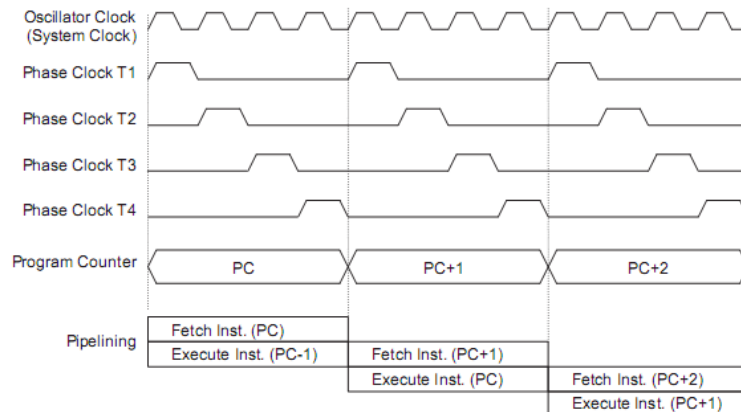 Oscillator Clock
(System Clock)
Phase Clock T1
Phase Clock T2
Phase Clock T3
Phase Clock T4
Program Counter
PC
PC+1
PC+2
Pipelining
Fetch Inst. (PC)
Execute Inst. (PC-1)
Fetch Inst. (PC+1)
Execute Inst. (PC)
Fetch Inst. (PC+2)
Execute Inst. (PC+1)